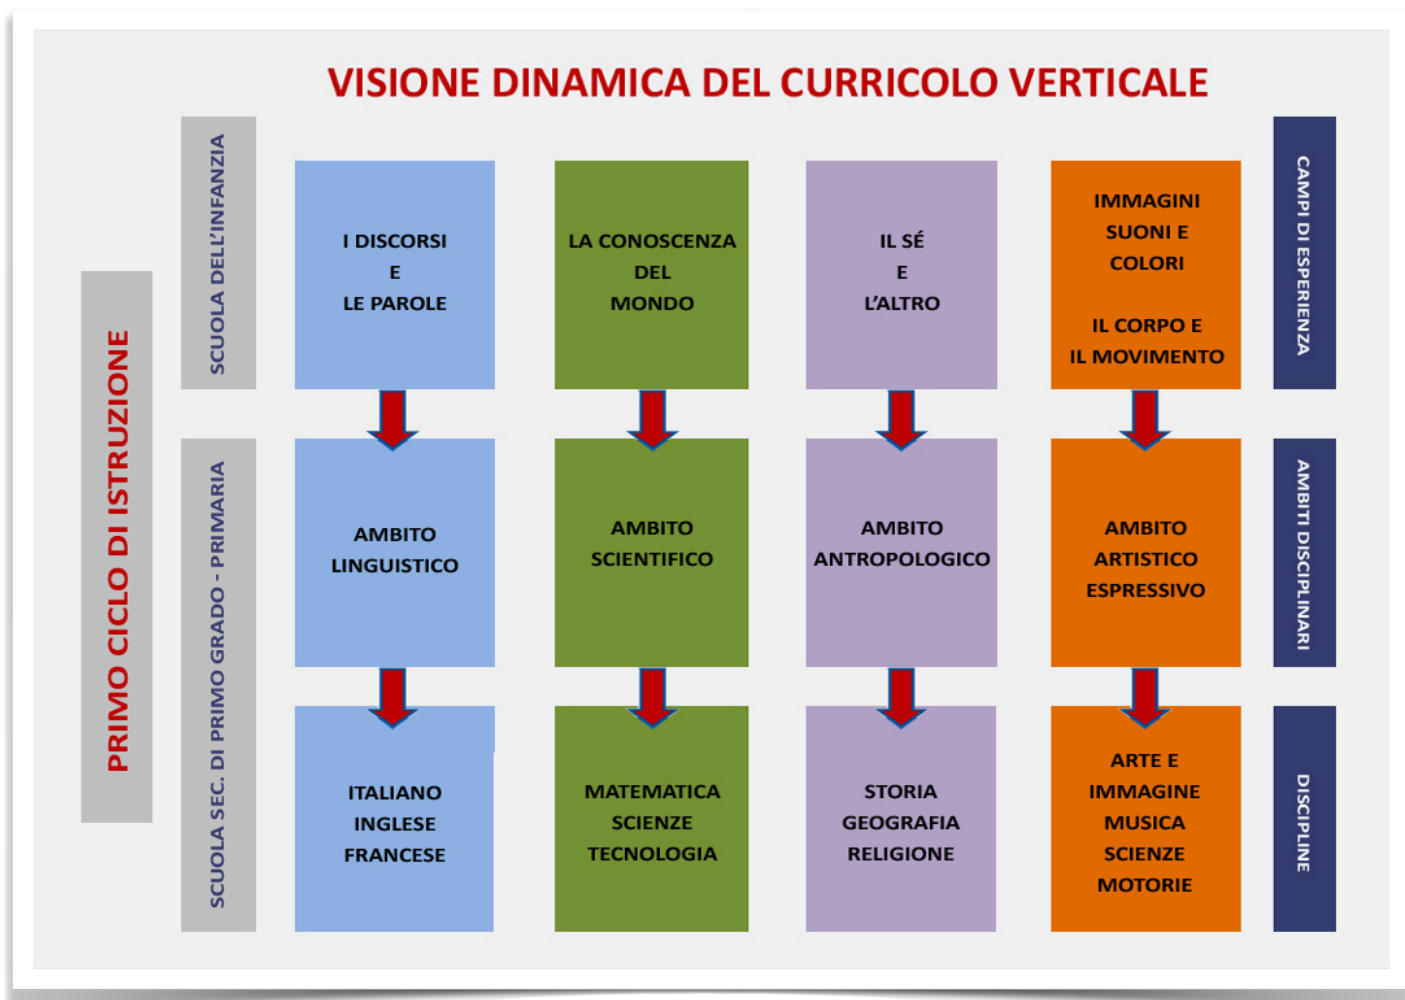 VISIONE DINAMICA DEL CURRICOLO VERTICALE
PRIMO CICLO DI ISTRUZIONE
SCUOLA DELL'INFANZIA
I DISCORSI
E
LE PAROLE
LA CONOSCENZA
DEL
MONDO
IL SÉ
E
L'ALTRO
IMMAGINI
SUONI E
COLORI
IL CORPO E
IL MOVIMENTO
CAMPI DI ESPERIENZA
SCUOLA SEC. DI PRIMO GRADO - PRIMARIA
AMBITO
LINGUISTICO
AMBITO
SCIENTIFICO
AMBITO
ANTROPOLOGICO
AMBITO
ARTISTICO
ESPRESSIVO
AMBITI DISCIPLINARI
ITALIANO
INGLESE
FRANCESE
MATEMATICA
SCIENZE
TECNOLOGIA
STORIA
GEOGRAFIA
RELIGIONE
ARTE E
IMMAGINE
MUSICA
SCIENZE
MOTORIE
DISCIPLINE